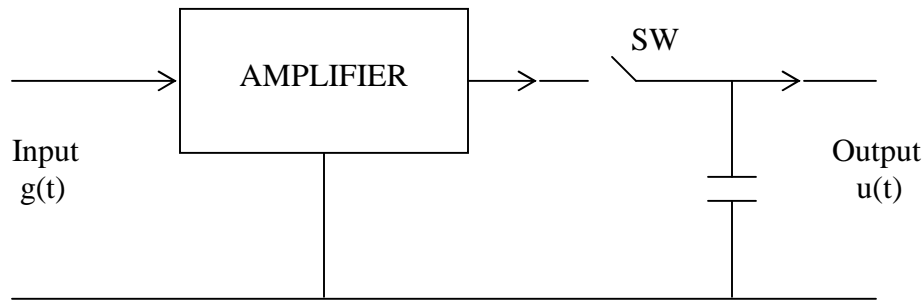 SW
AMPLIFIER
Input
g(t)
Output
u(t)